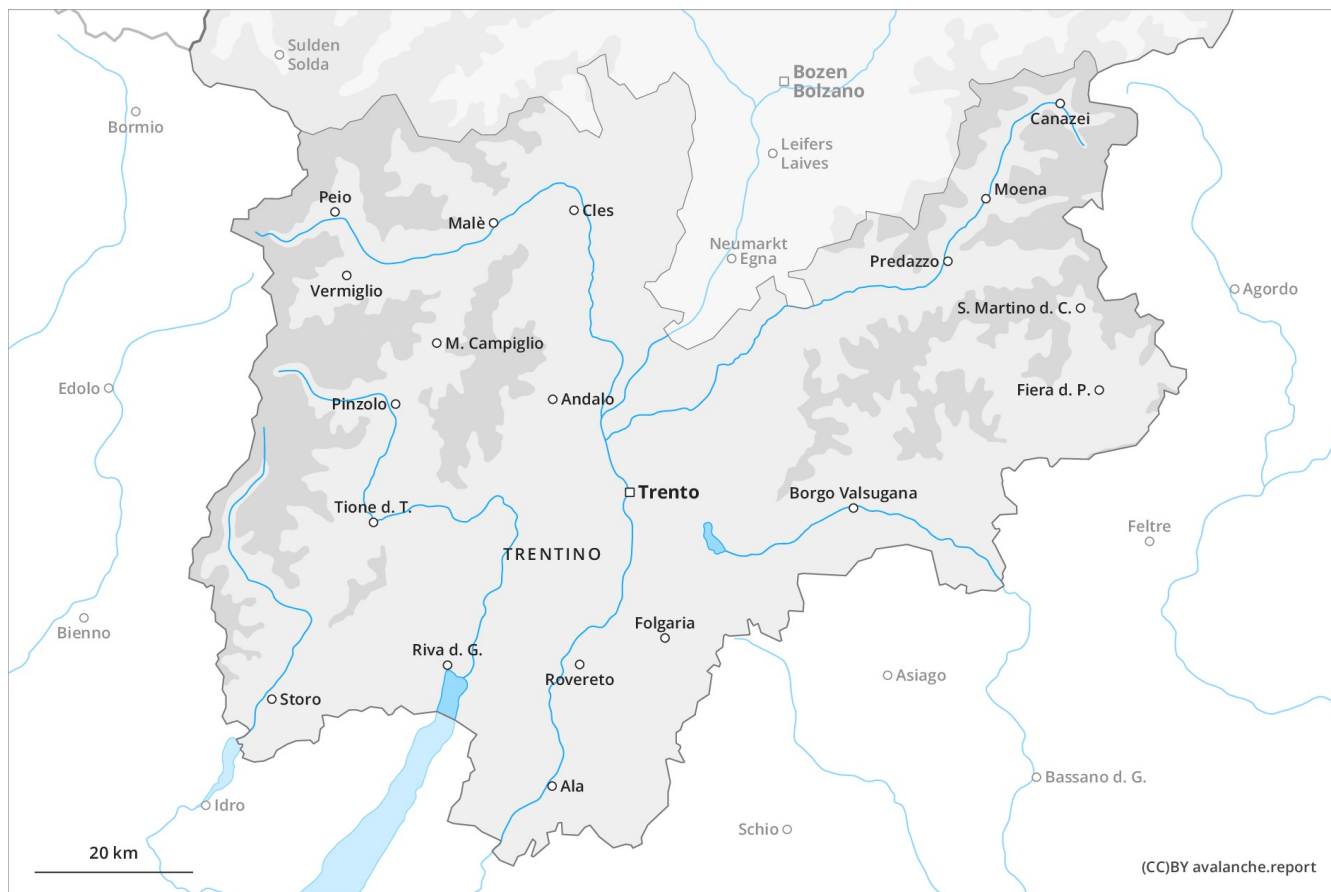 Sulden
Solda
Bozen
Bolzano
Bormio
Canazei
Leifers
Laives
Peio
Moena
Malè
Cles
Neumarkt
Egna
Predazzo
Vermiglio
Agordo
S. Martino d. C.
M. Campiglio
Edolo
Fiera d. P.
Pinzolo
Andalo
Trento
Borgo Valsugana
Tione d. T.
Feltre
TRENTINO
Bienno
Folgaria
Riva d. G.
Rovereto
Asiago
Storo
Bassano d. G.
Ala
Idro
Schio
20 km
(CC)BY avalanche.report